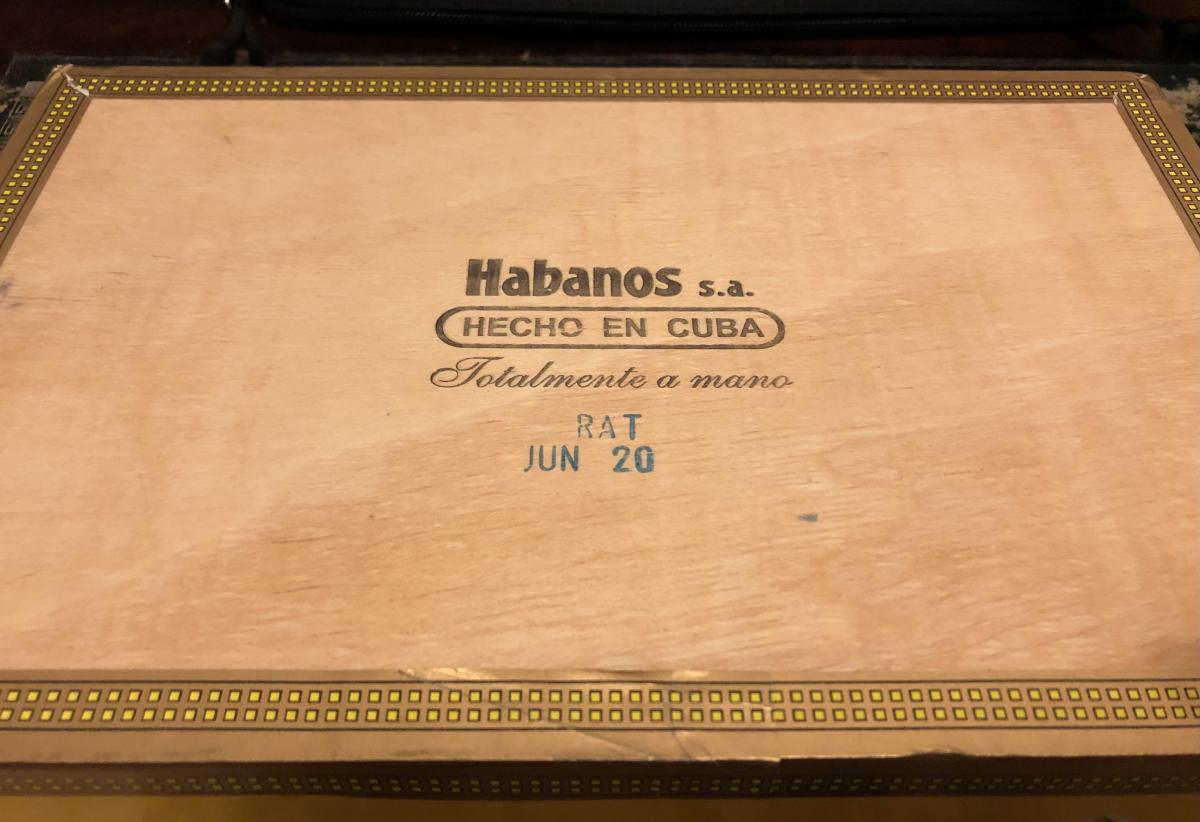 Habanos s.a.
HECHO EN CUBA
Totalmente a mano
RAT
JUN 20